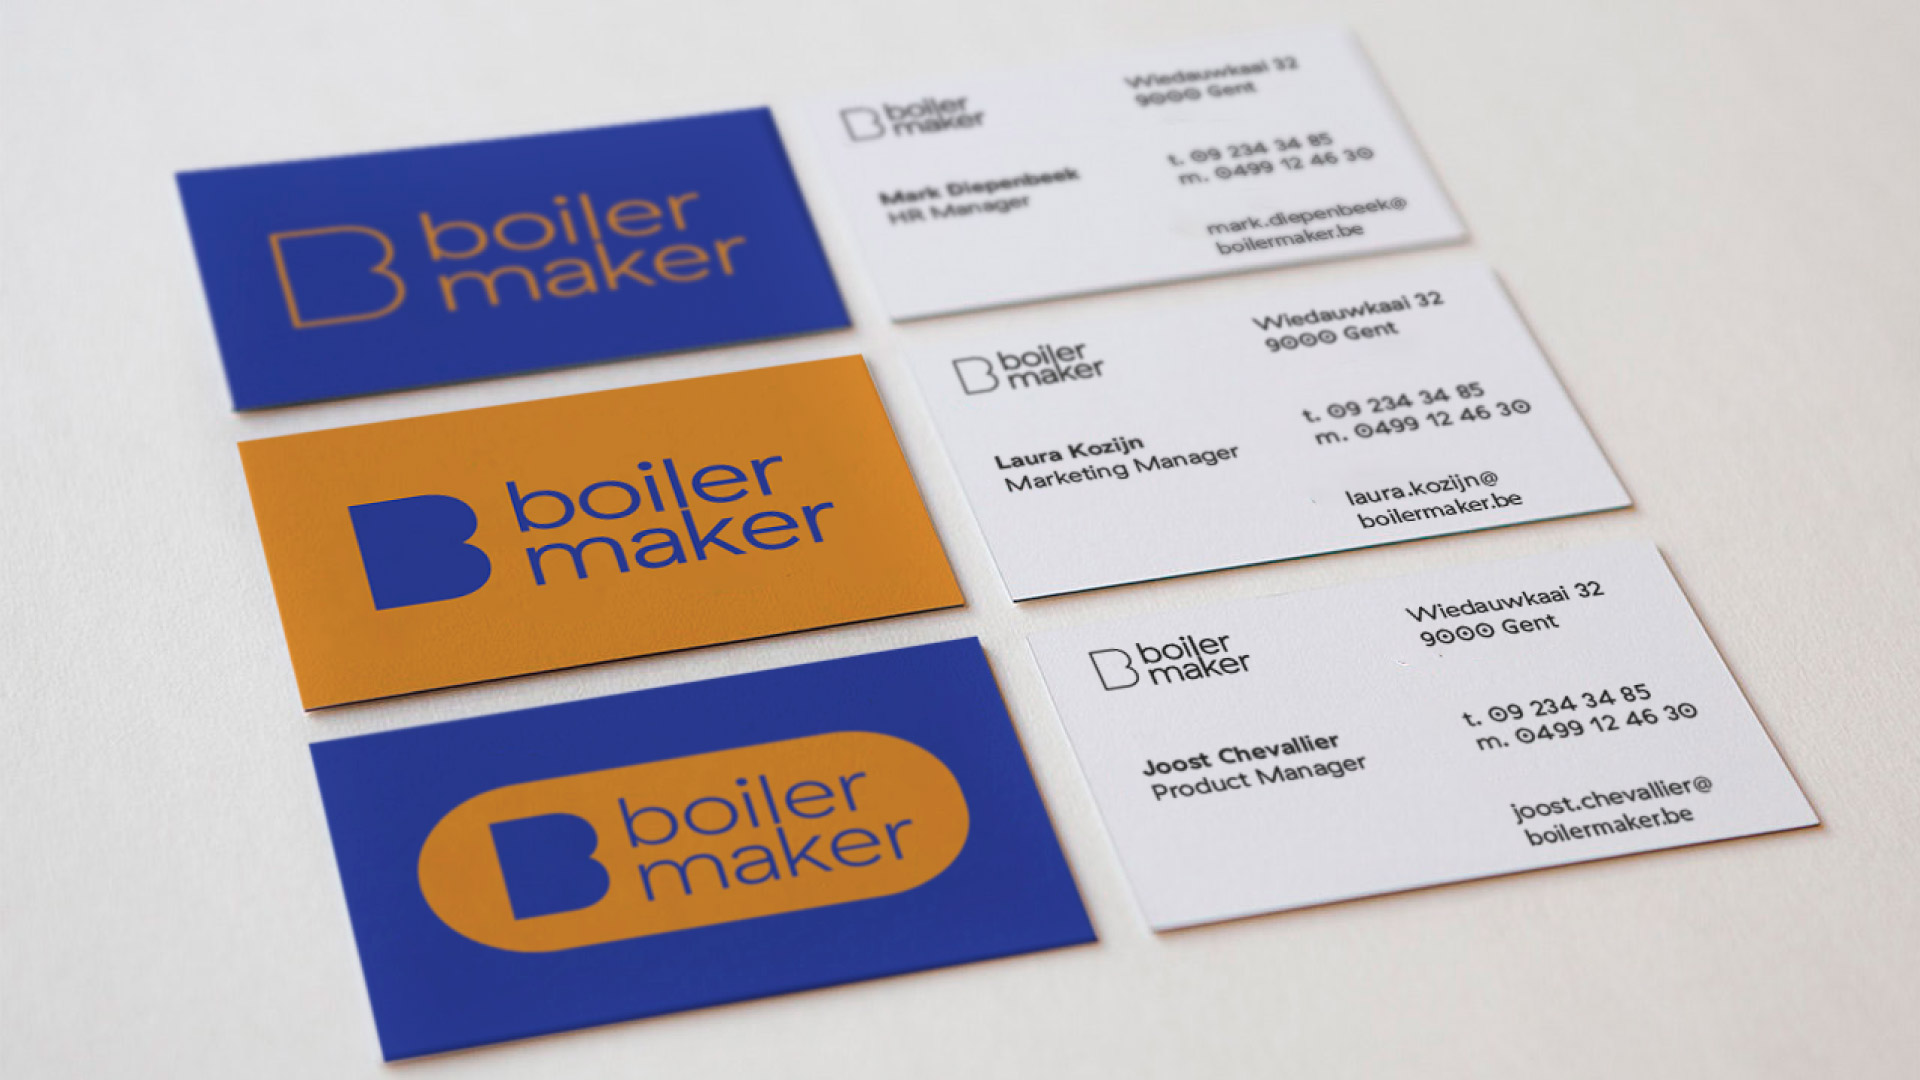 B boiler
maker
B boiler
maker
B boiler
maker
B boiler
maker
Mark Diepenbeek
HR Manager
Wiedauwkaai 32
9000 Gent
t. 09 234 34 85
m. 0499 12 46 30
mark.diepenbeek@
boilermaker.be
B boiler
maker
Laura Kozijn
Marketing Manager
Wiedauwkaai 32
9000 Gent
t. 09 234 34 85
m. 0499 12 46 30
laura.kozijn@
boilermaker.be
B boiler
maker
Joost Chevallier
Product Manager
Wiedauwkaai 32
9000 Gent
t. 09 234 34 85
m. 0499 12 46 30
joost.chevallier@
boilermaker.be